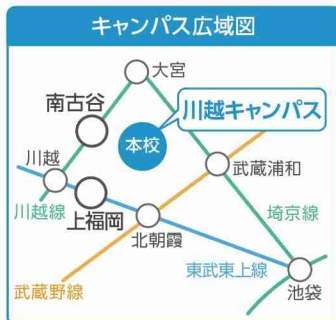 キャンパス広域図
大宮
南古谷
川越キャンパス
本校
川越
武蔵浦和
川越線
上福岡
埼京線
北朝霞
東武東上線
武蔵野線
池袋